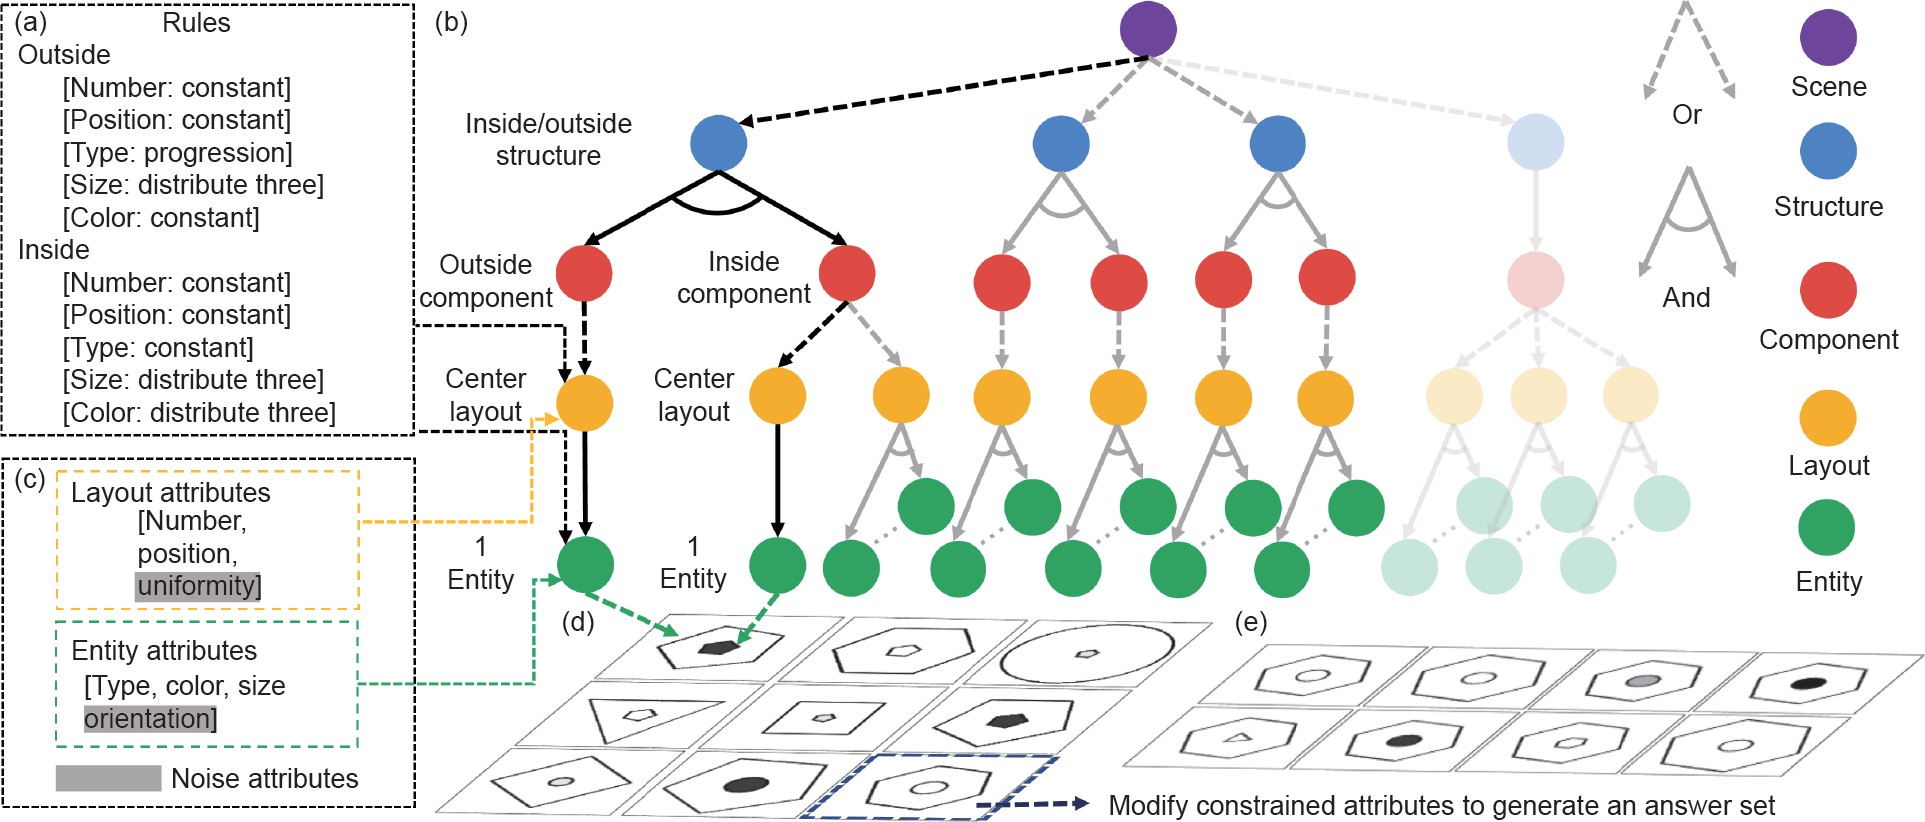 (a)
Rules
Outside
[Number: constant]
[Position: constant]
[Type: progression]
[Size: distribute three]
[Color: constant]
Inside
[Number: constant]
[Position: constant]
[Type: constant]
[Size: distribute three]
[Color: distribute three]
(b)
Inside/outside
structure
Outside
component
Inside
component
Center
layout
Center
layout
1
Entity
1
Entity
Or
And
Scene
Structure
Component
Layout
Entity
(c)
Layout attributes
[Number,
position,
uniformity]
Entity attributes
[Type, color, size
orientation]
Noise attributes
(d)
(e)
Modify constrained attributes to generate an answer set